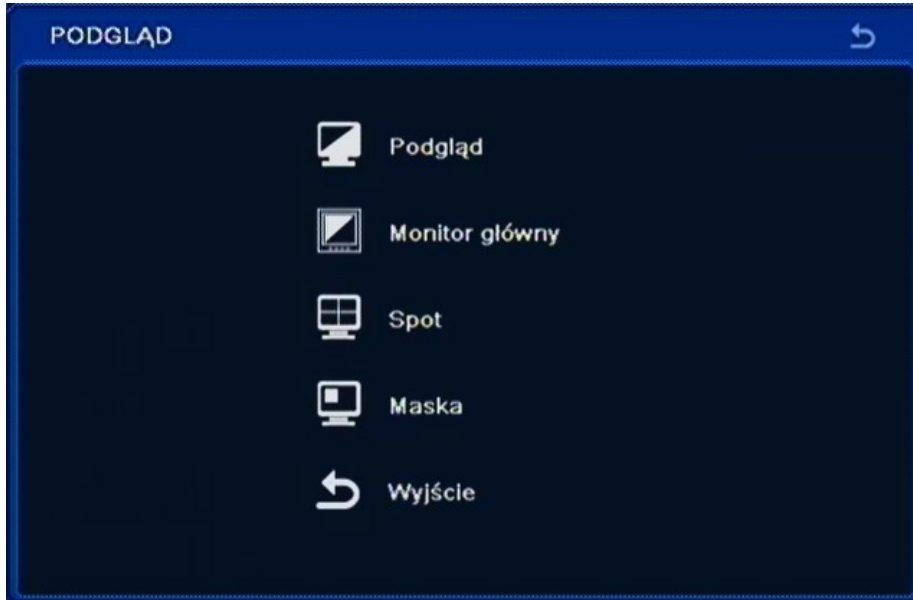 PODGLĄD
Podgląd
Monitor główny
Spot
Maska
Wyjście